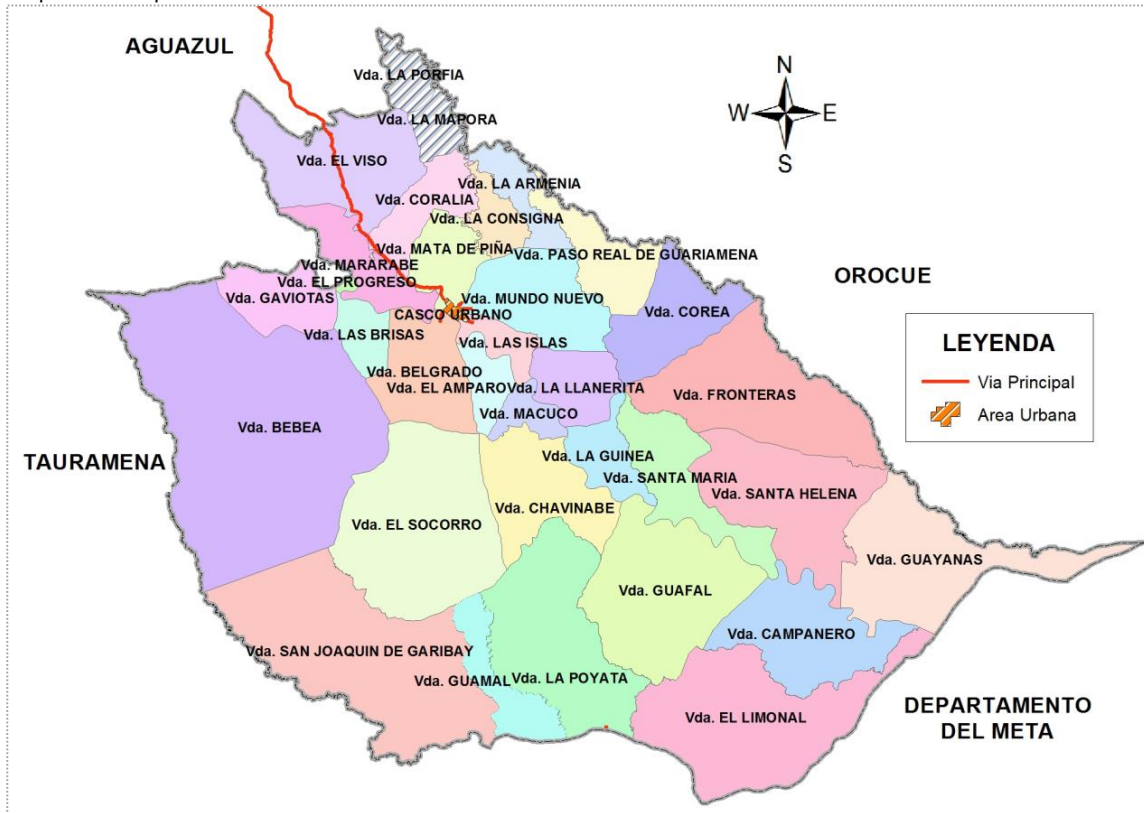 AGUAZUL
N
W E
S
Vda. LA PORFIA
Vda. LA MAPORA
Vda. EL VISO
Vda. LA ARMENIA
Vda. CORALIA
Vda. LA CONSIGNA
Vda. MATA DE PIÑA
Vda. PASO REAL DE GUARIAMENA
Vda. MARARABE
OROCUE
Vda. EL PROGRESO
Vda. GAVIOTAS
Vda. MUNDO NUEVO
Vda. COREA
CASCO URBANO
Vda. LAS BRISAS
Vda. LAS ISLAS
LEYENDA
Via Principal
Area Urbana
Vda. BELGRADO
Vda. EL AMPARO
Vda. LA LLANERITA
Vda. FRONTERAS
Vda. MACUCO
Vda. BEBEA
TAURAMENA
Vda. LA GUINEA
Vda. SANTA MARIA
Vda. SANTA HELENA
Vda. CHAVINABE
Vda. EL SOCORRO
Vda. GUAYANAS
Vda. GUAFAL
Vda. CAMPANERO
Vda. SAN JOAQUIN DE GARIBAY
Vda. GUAMAL
Vda. LA POYATA
Vda. EL LIMONAL
DEPARTAMENTO
DEL META